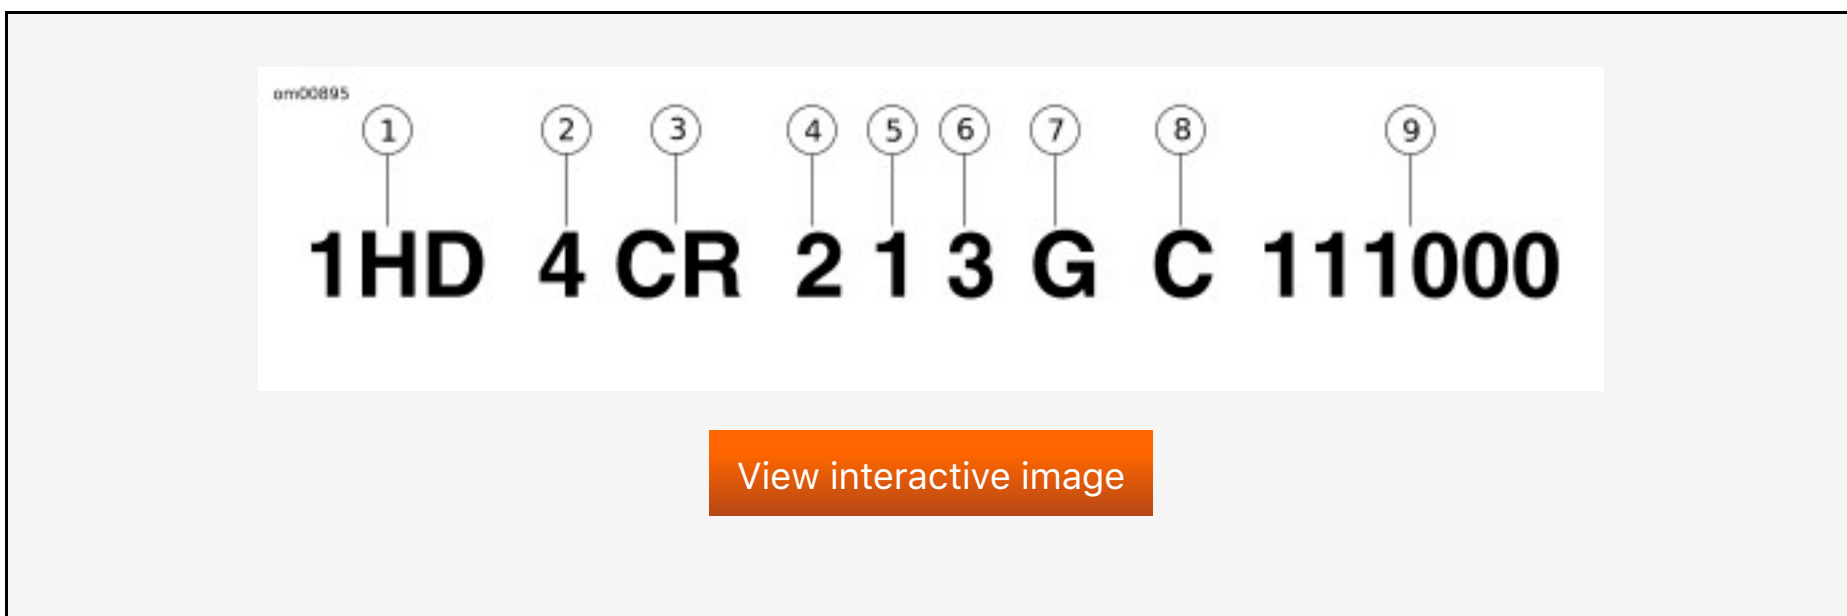 om00895
1 2 3 4 5 6 7 8 9
1HD 4 CR 2 1 3 G C 111000
View interactive image